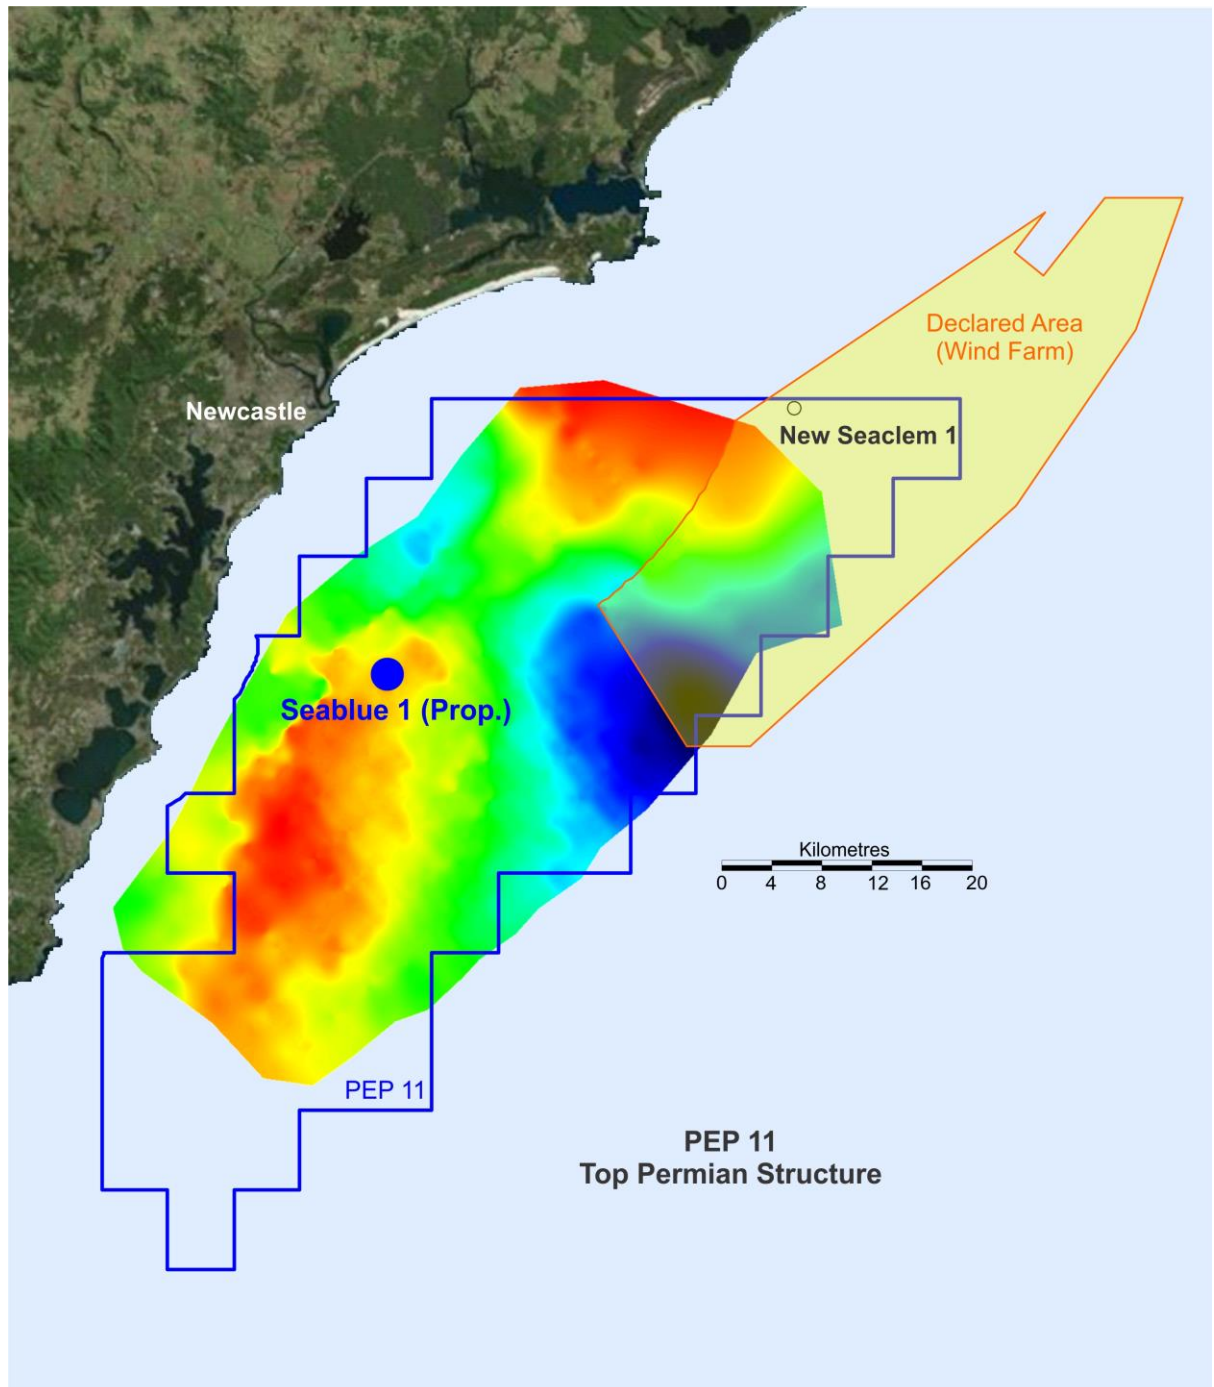 Declared Area
(Wind Farm)
Newcastle
New Seaclem 1
Seablue 1 (Prop.)
Kilometres
0 4 8 12 16 20
PEP 11
PEP 11
Top Permian Structure